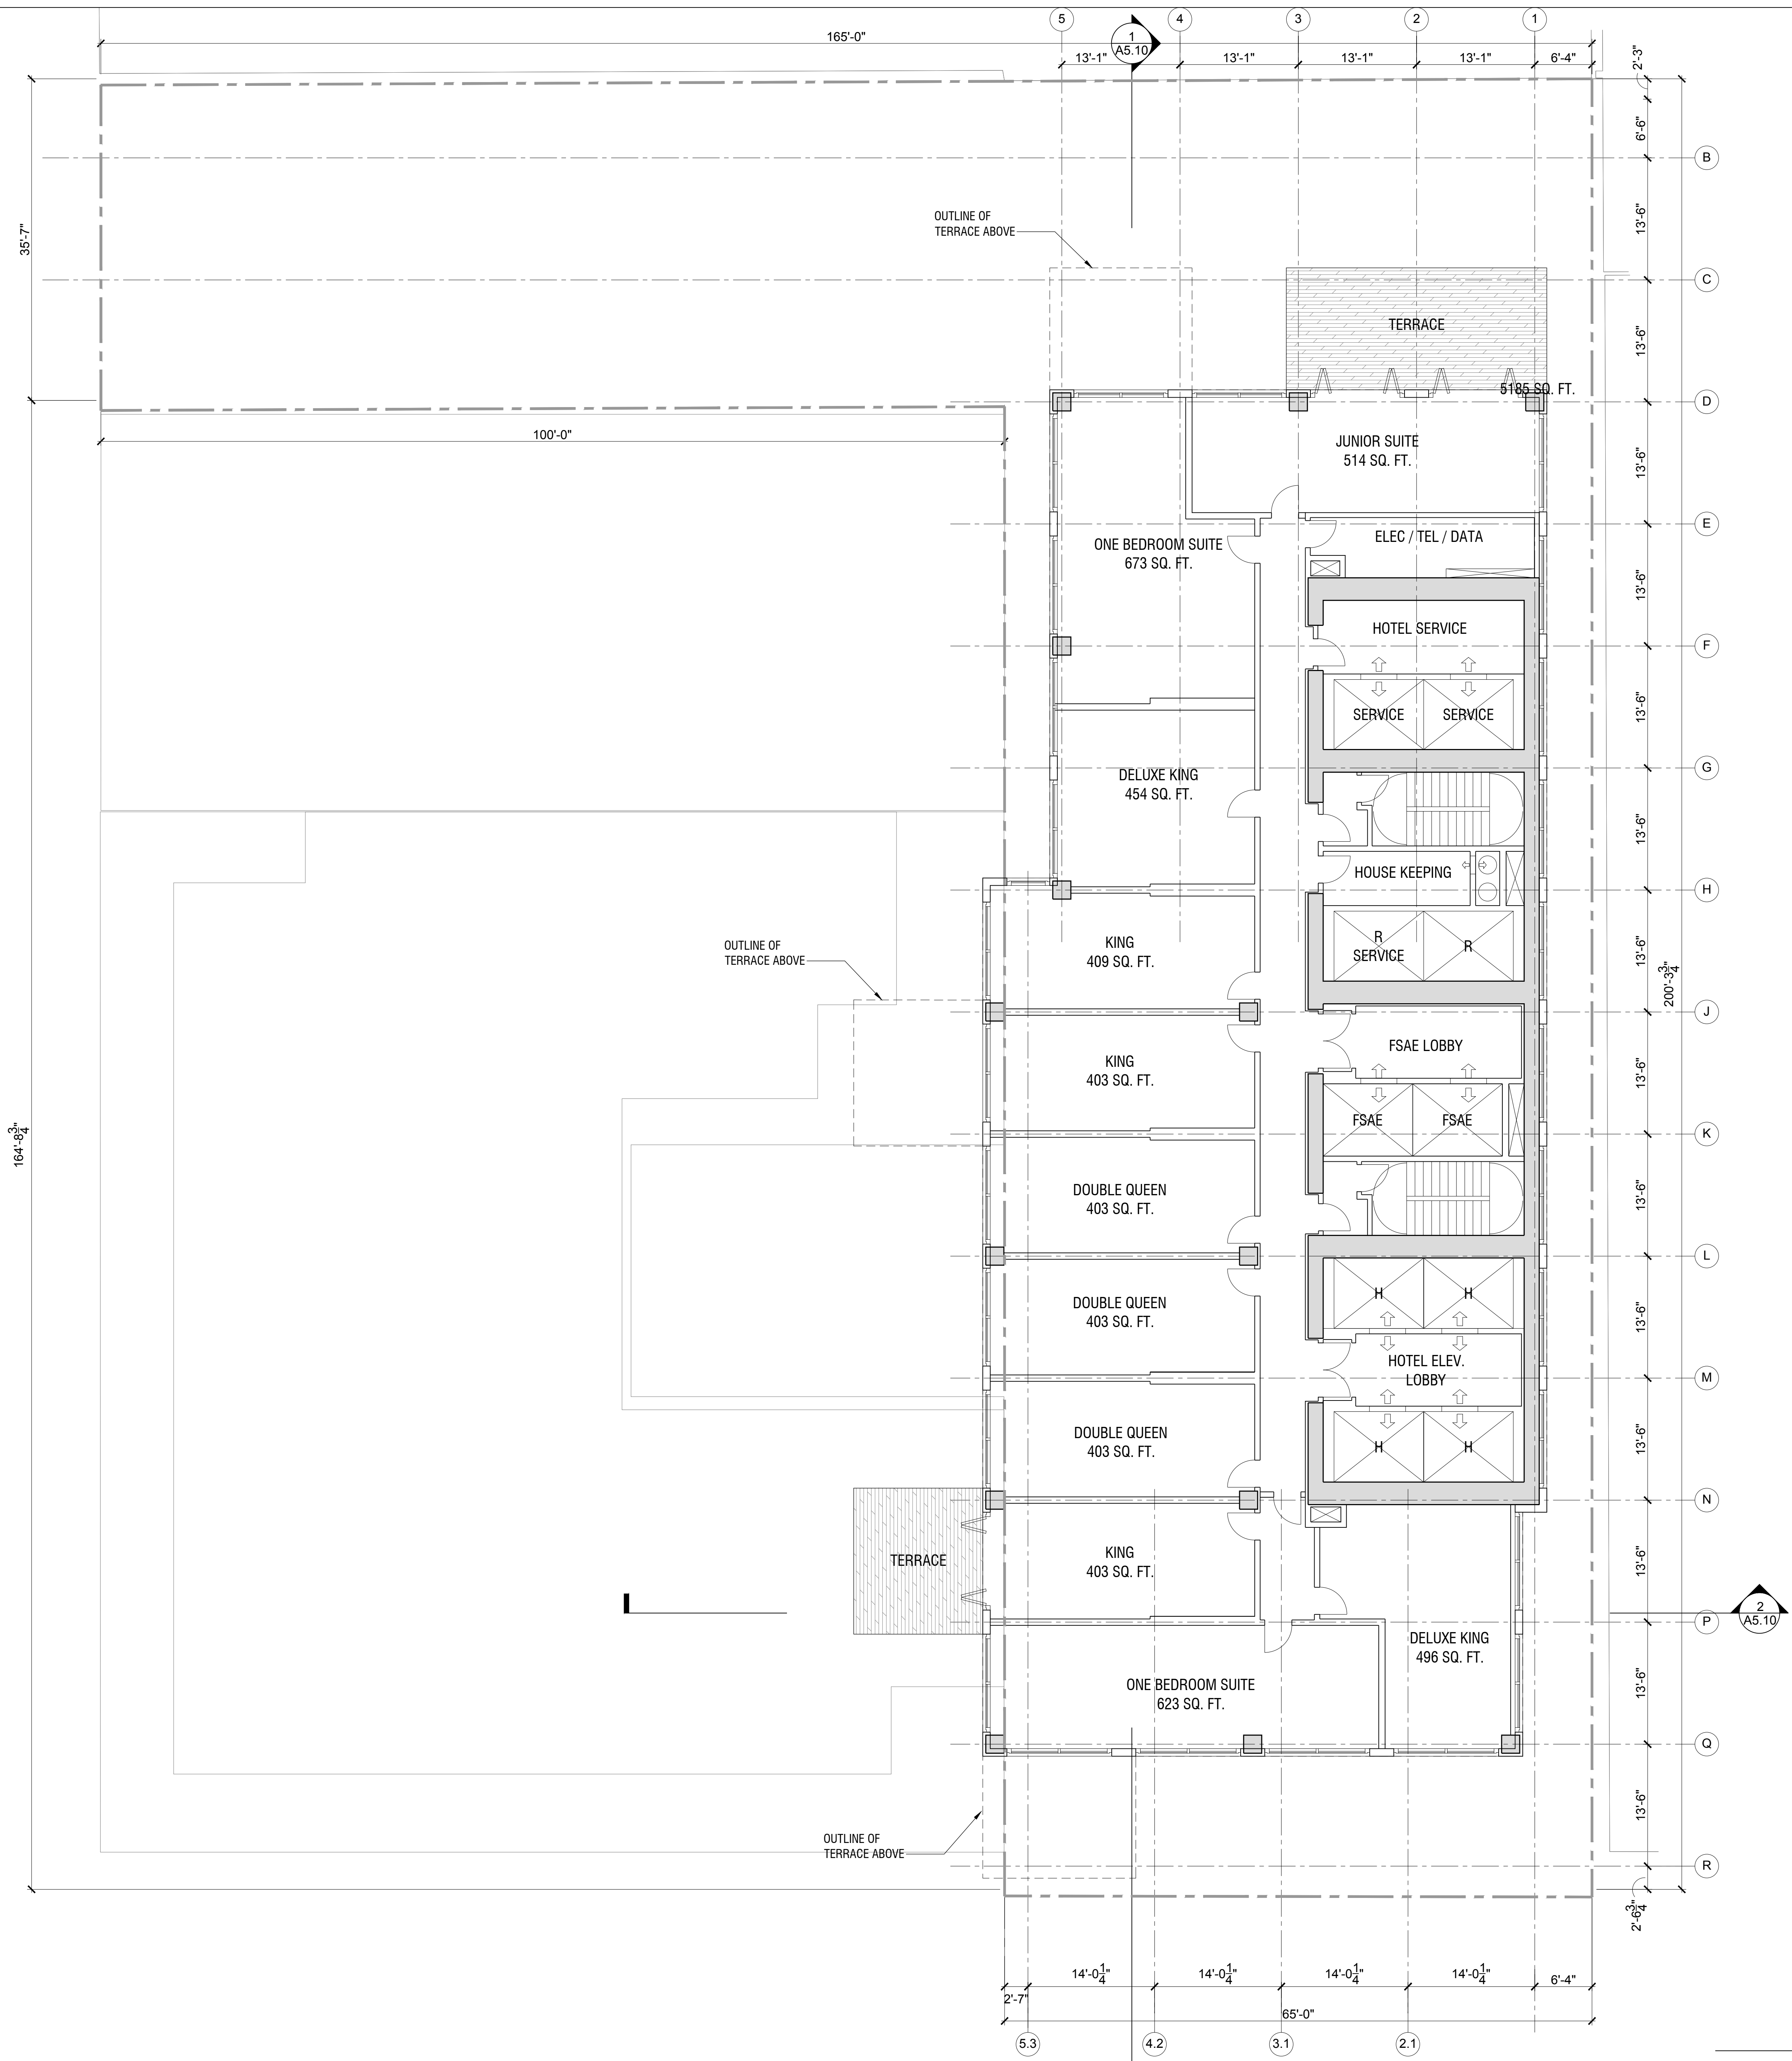 5
4
3
2
1
1
A5.10
165'-0"
13'-1"
13'-1"
13'-1"
13'-1"
6'-4"
2'-3"
6'-6"
B
13'-6"
35'-7"
OUTLINE OF
TERRACE ABOVE
C
TERRACE
13'-6"
5185 SQ. FT.
D
100'-0"
JUNIOR SUITE
514 SQ. FT.
13'-6"
E
ELEC / TEL / DATA
ONE BEDROOM SUITE
673 SQ. FT.
13'-6"
HOTEL SERVICE
F
SERVICE
SERVICE
13'-6"
G
DELUXE KING
454 SQ. FT.
13'-6"
HOUSE KEEPING
H
KING
409 SQ. FT.
R
SERVICE
R
13'-6"
200'-3 3/4"
OUTLINE OF
TERRACE ABOVE
J
FSAE LOBBY
KING
403 SQ. FT.
13'-6"
FSAE
FSAE
K
164'-8 3/4"
DOUBLE QUEEN
403 SQ. FT.
13'-6"
L
H
H
DOUBLE QUEEN
403 SQ. FT.
13'-6"
HOTEL ELEV.
LOBBY
M
DOUBLE QUEEN
403 SQ. FT.
H
H
13'-6"
N
KING
403 SQ. FT.
TERRACE
13'-6"
2
A5.10
P
DELUXE KING
496 SQ. FT.
ONE BEDROOM SUITE
623 SQ. FT.
13'-6"
Q
13'-6"
OUTLINE OF
TERRACE ABOVE
R
2'-6 3/4"
14'-0 1/4"
14'-0 1/4"
14'-0 1/4"
14'-0 1/4"
6'-4"
2'-7"
65'-0"
5.3
4.2
3.1
2.1